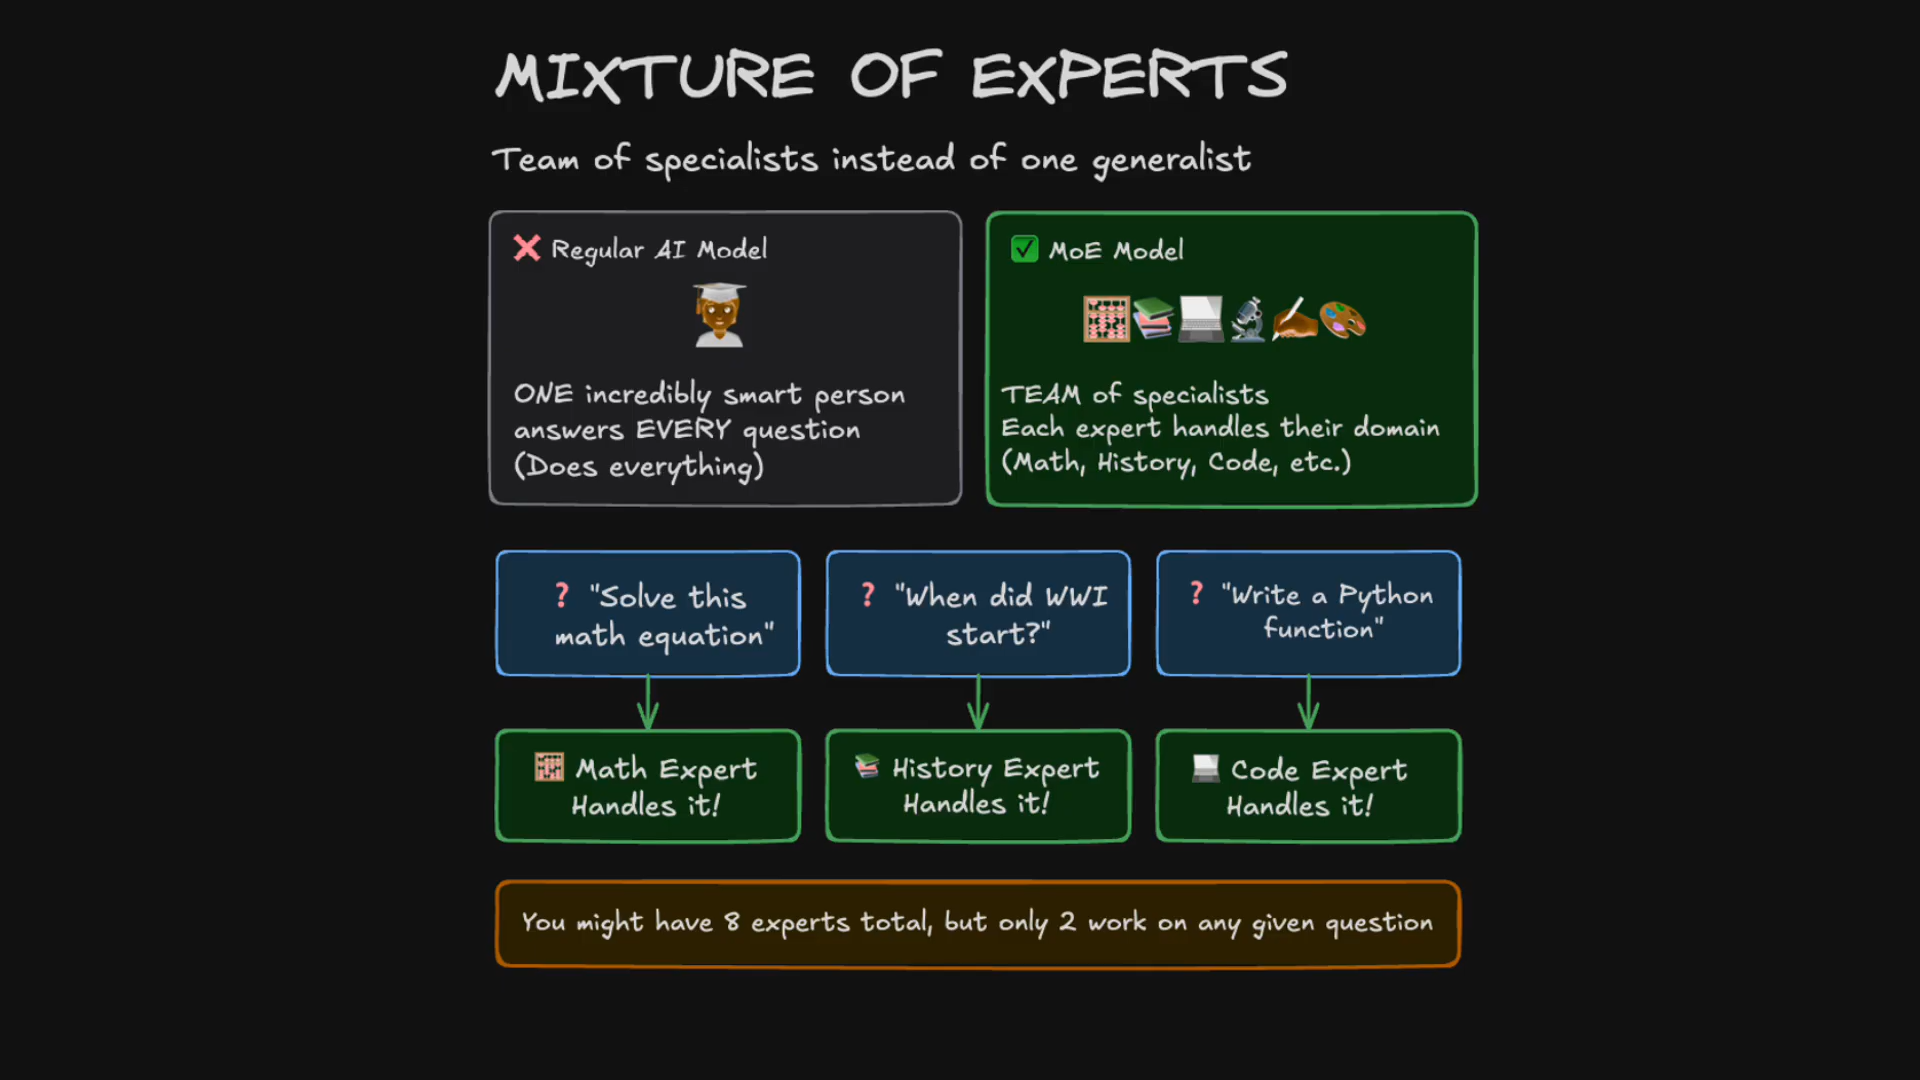 MIXTURE OF EXPERTS
Team of specialists instead of one generalist
❌ Regular AI Model
ONE incredibly smart person
answers EVERY question
(Does everything)
✅ MoE Model
TEAM of specialists
Each expert handles their domain
(Math, History, Code, etc.)
❓ "Solve this
math equation"
❓ "When did WWI
start?"
❓ "Write a Python
function"
🧮 Math Expert
Handles it!
📚 History Expert
Handles it!
💻 Code Expert
Handles it!
You might have 8 experts total, but only 2 work on any given question